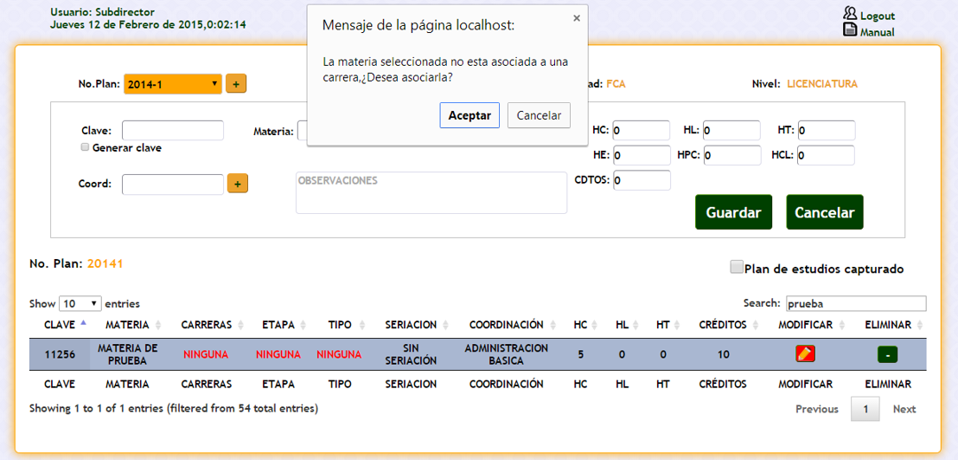 Usuario: Subdirector
Jueves 12 de Febrero de 2015,0:02:14
Logout
Manual
Mensaje de la página localhost:
×
La materia seleccionada no esta asociada a una
carrera,¿Desea asociarla?
Aceptar Cancelar
No.Plan: 2014-1 + ad: FCA Nivel: LICENCIATURA
Clave: Materia: HC: 0 HL: 0 HT: 0
Generar clave
HE: 0 HPC: 0 HCL: 0
Coord: + OBSERVACIONES CDTOS: 0
Guardar Cancelar
No. Plan: 20141
Plan de estudios capturado
Show 10 entries Search: prueba
CLAVE MATERIA CARRERAS ETAPA TIPO SERIACION COORDINACIÓN HC HL HT CRÉDITOS MODIFICAR ELIMINAR
11256 MATERIA DE PRUEBA NINGUNA NINGUNA NINGUNA SIN SERIACIÓN ADMINISTRACION BASICA 5 0 0 10 -
CLAVE MATERIA CARRERAS ETAPA TIPO SERIACION COORDINACIÓN HC HL HT CRÉDITOS MODIFICAR ELIMINAR
Showing 1 to 1 of 1 entries (filtered from 54 total entries) Previous 1 Next